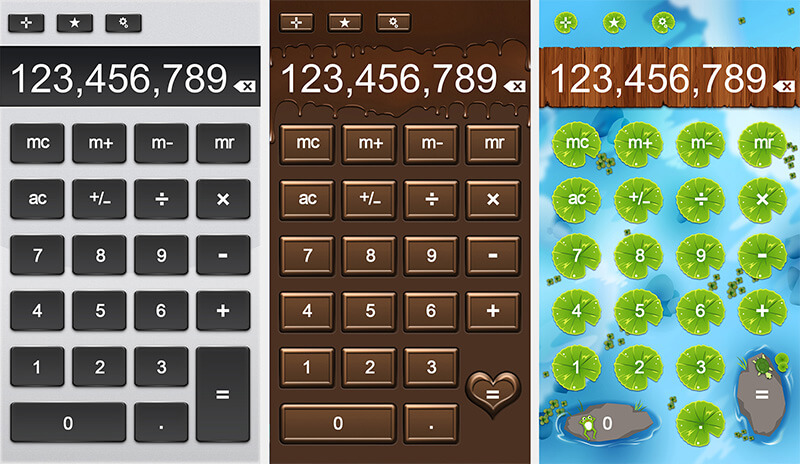 123,456,789
mc m+ m- mr
ac +/- ÷ ×
7 8 9 -
4 5 6 +
1 2 3
0 . =
123,456,789
mc m+ m- mr
ac +/- ÷ ×
7 8 9 -
4 5 6 +
1 2 3
0 . =
123,456,789
mc m+ m- mr
ac +/- ÷ ×
7 8 9 -
4 5 6 +
1 2 3
0 . =